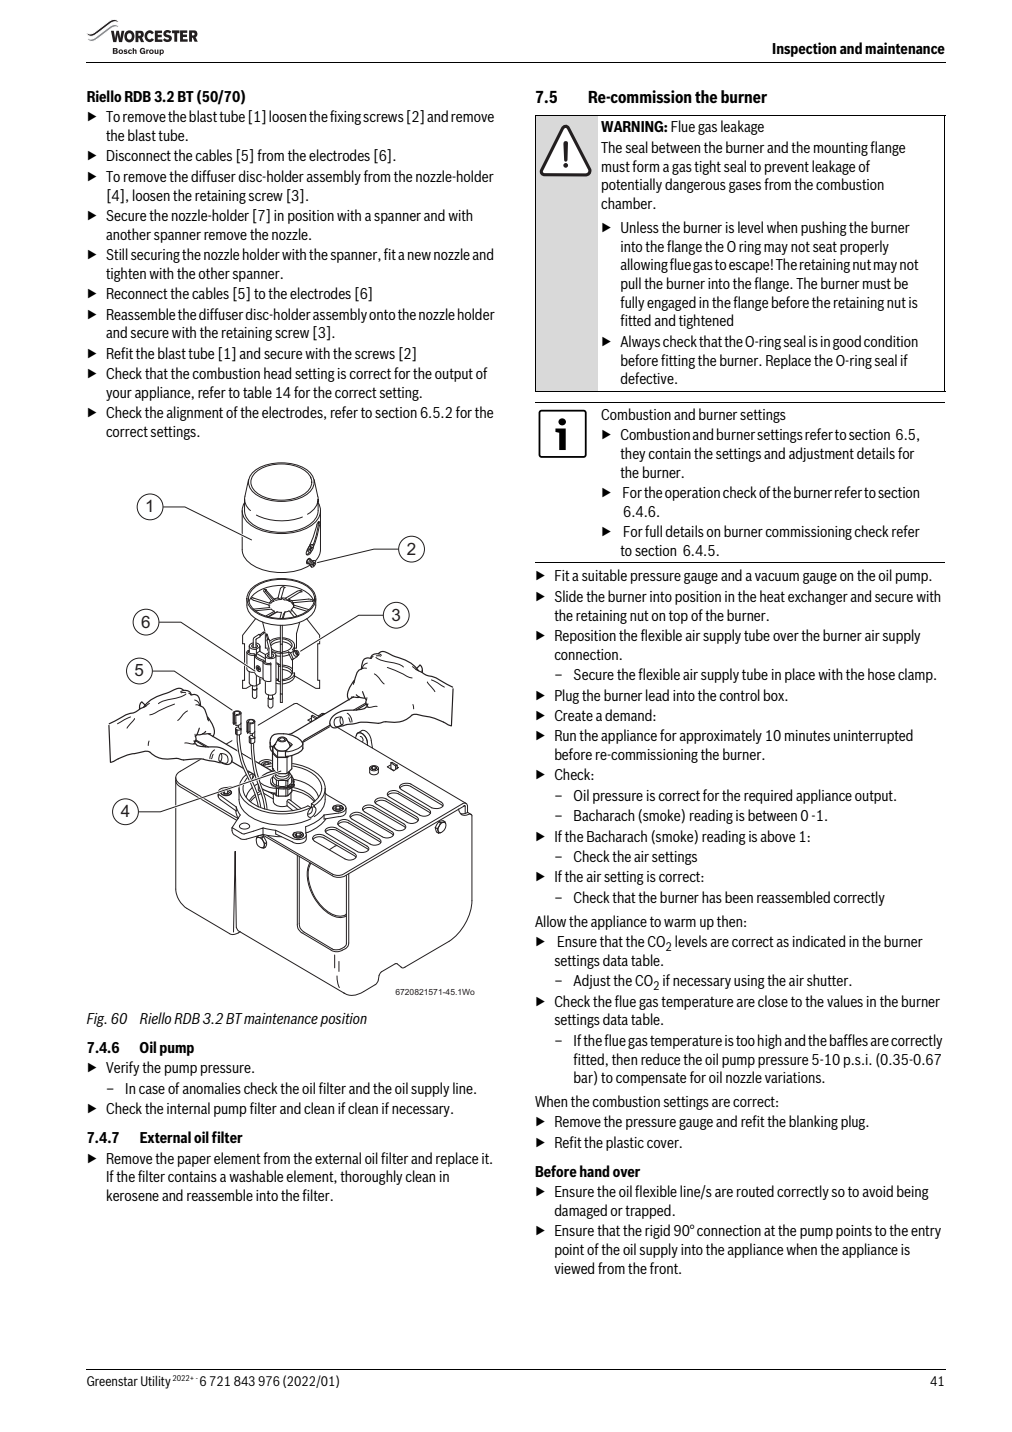 WORCESTER
Bosch Group
Inspection and maintenance
Riello RDB 3.2 BT (50/70)
▶ To remove the blast tube [1] loosen the fixing screws [2] and remove
the blast tube.
▶ Disconnect the cables [5] from the electrodes [6].
▶ To remove the diffuser disc-holder assembly from the nozzle-holder
[4], loosen the retaining screw [3].
▶ Secure the nozzle-holder [7] in position with a spanner and with
another spanner remove the nozzle.
▶ Still securing the nozzle holder with the spanner, fit a new nozzle and
tighten with the other spanner.
▶ Reconnect the cables [5] to the electrodes [6]
▶ Reassemble the diffuser disc-holder assembly onto the nozzle holder
and secure with the retaining screw [3].
▶ Refit the blast tube [1] and secure with the screws [2]
▶ Check that the combustion head setting is correct for the output of
your appliance, refer to table 14 for the correct setting.
▶ Check the alignment of the electrodes, refer to section 6.5.2 for the
correct settings.
1
2
3
6
5
4
6720821571-45.1Wo
Fig. 60 Riello RDB 3.2 BT maintenance position
7.4.6 Oil pump
▶ Verify the pump pressure.
– In case of anomalies check the oil filter and the oil supply line.
▶ Check the internal pump filter and clean if clean if necessary.
7.4.7 External oil filter
▶ Remove the paper element from the external oil filter and replace it.
If the filter contains a washable element, thoroughly clean in
kerosene and reassemble into the filter.
7.5 Re-commission the burner
WARNING: Flue gas leakage
The seal between the burner and the mounting flange
must form a gas tight seal to prevent leakage of
potentially dangerous gases from the combustion
chamber.
▶ Unless the burner is level when pushing the burner
into the flange the O ring may not seat properly
allowing flue gas to escape! The retaining nut may not
pull the burner into the flange. The burner must be
fully engaged in the flange before the retaining nut is
fitted and tightened
▶ Always check that the O-ring seal is in good condition
before fitting the burner. Replace the O-ring seal if
defective.
Combustion and burner settings
▶ Combustion and burner settings refer to section 6.5,
they contain the settings and adjustment details for
the burner.
▶ For the operation check of the burner refer to section
6.4.6.
▶ For full details on burner commissioning check refer
to section 6.4.5.
▶ Fit a suitable pressure gauge and a vacuum gauge on the oil pump.
▶ Slide the burner into position in the heat exchanger and secure with
the retaining nut on top of the burner.
▶ Reposition the flexible air supply tube over the burner air supply
connection.
– Secure the flexible air supply tube in place with the hose clamp.
▶ Plug the burner lead into the control box.
▶ Create a demand:
▶ Run the appliance for approximately 10 minutes uninterrupted
before re-commissioning the burner.
▶ Check:
– Oil pressure is correct for the required appliance output.
– Bacharach (smoke) reading is between 0 -1.
▶ If the Bacharach (smoke) reading is above 1:
– Check the air settings
▶ If the air setting is correct:
– Check that the burner has been reassembled correctly
Allow the appliance to warm up then:
▶ Ensure that the CO2 levels are correct as indicated in the burner
settings data table.
– Adjust the CO2 if necessary using the air shutter.
▶ Check the flue gas temperature are close to the values in the burner
settings data table.
– If the flue gas temperature is too high and the baffles are correctly
fitted, then reduce the oil pump pressure 5-10 p.s.i. (0.35-0.67
bar) to compensate for oil nozzle variations.
When the combustion settings are correct:
▶ Remove the pressure gauge and refit the blanking plug.
▶ Refit the plastic cover.
Before hand over
▶ Ensure the oil flexible line/s are routed correctly so to avoid being
damaged or trapped.
▶ Ensure that the rigid 90° connection at the pump points to the entry
point of the oil supply into the appliance when the appliance is
viewed from the front.
Greenstar Utility 2022+ - 6 721 843 976 (2022/01)
41